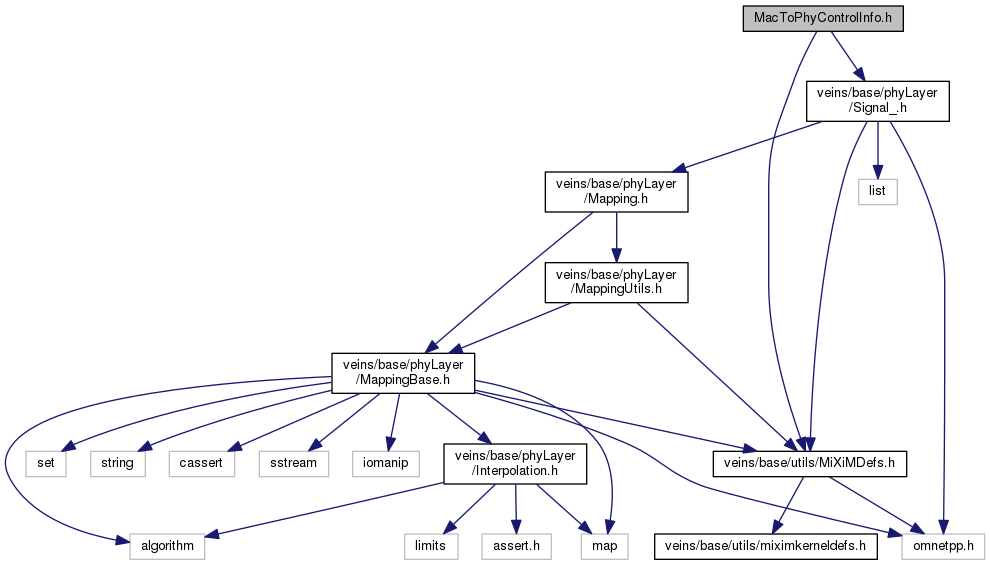 MacToPhyControlInfo.h
veins/base/phyLayer
/Signal_.h
veins/base/phyLayer
/Mapping.h
list
veins/base/phyLayer
/MappingUtils.h
veins/base/phyLayer
/MappingBase.h
set
string
cassert
sstream
iomanip
veins/base/phyLayer
/Interpolation.h
veins/base/utils/MiXiMDefs.h
algorithm
limits
assert.h
map
veins/base/utils/miximkerneldefs.h
omnetpp.h